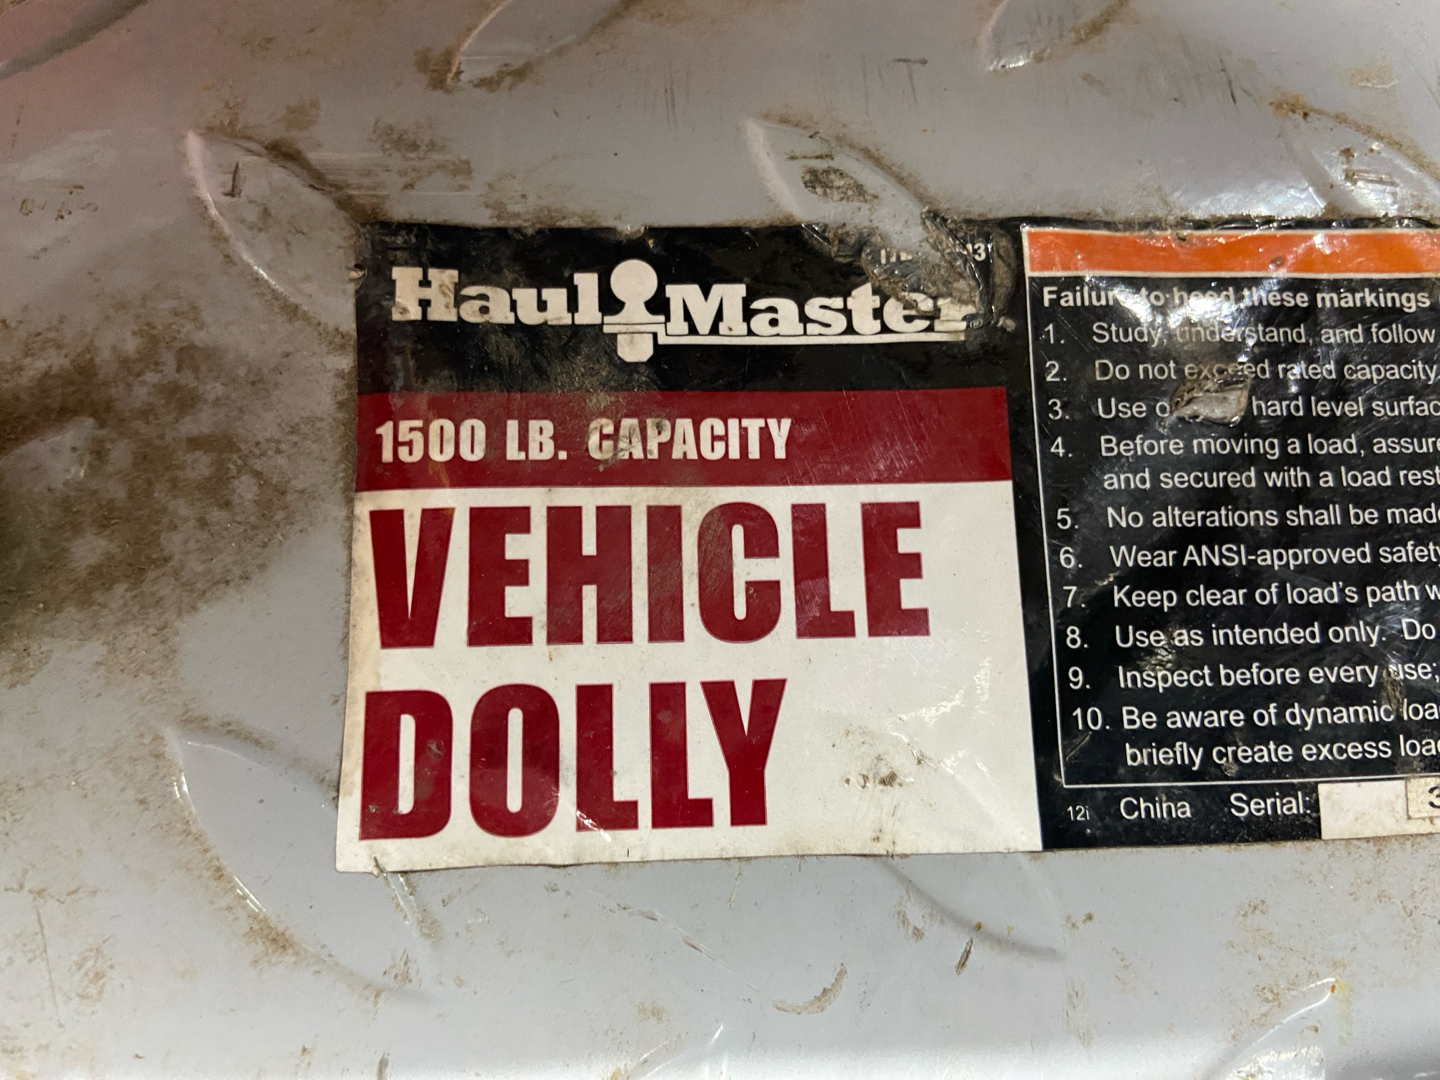 Haul Master
1500 LB. CAPACITY
VEHICLE
DOLLY
Failure to heed these markings
1. Study, understand, and follow
2. Do not exceed rated capacity.
3. Use hard level surfac
4. Before moving a load, assure
and secured with a load rest
5. No alterations shall be made
6. Wear ANSI-approved safety
7. Keep clear of load's path w
8. Use as intended only. Do
9. Inspect before every use;
10. Be aware of dynamic loa
briefly create excess loa
12i China Serial: 3